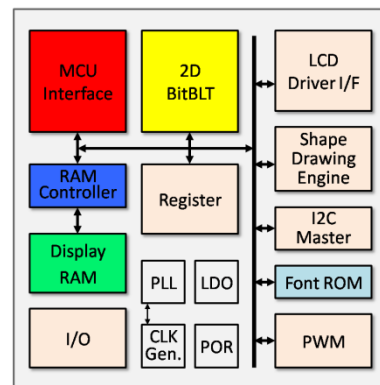 MCU
Interface
2D
BitBLT
LCD
Driver I/F
RAM
Controller
Register
Shape
Drawing
Engine
I2C
Master
Display
RAM
PLL
LDO
Font ROM
I/O
CLK
Gen.
POR
PWM